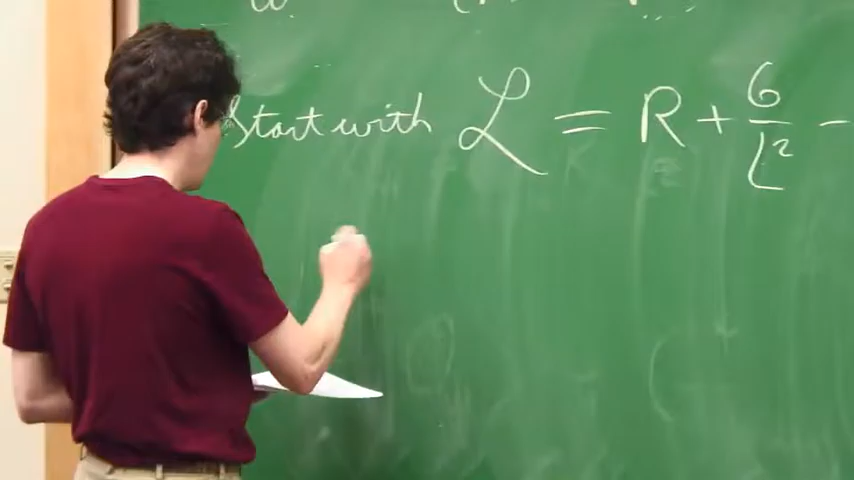 Start with ℒ = R + 6/L² -